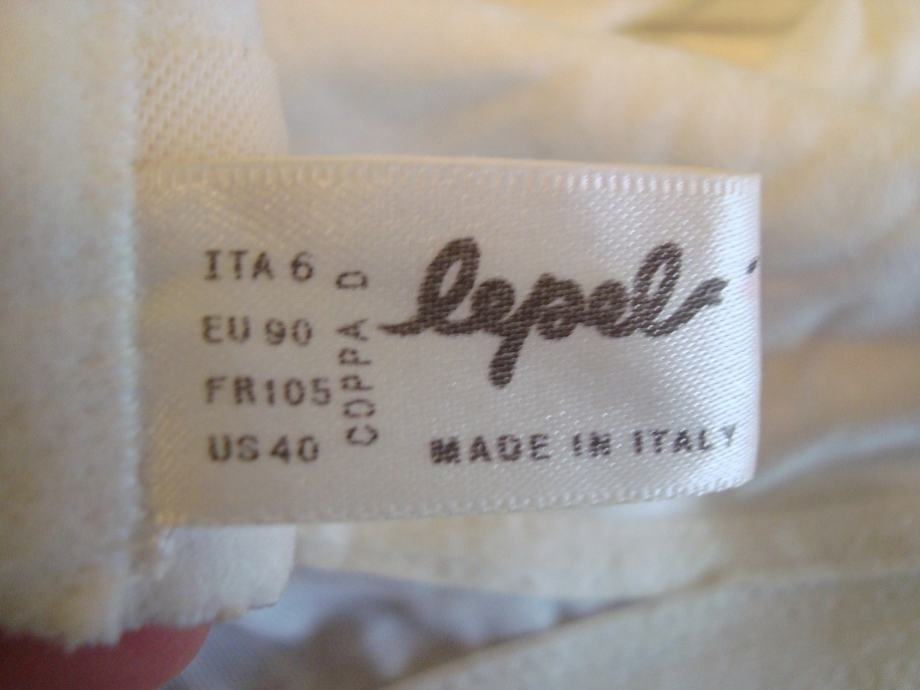 ITA 6
EU 90
FR105
US 40
COPPA D
lepel
MADE IN ITALY